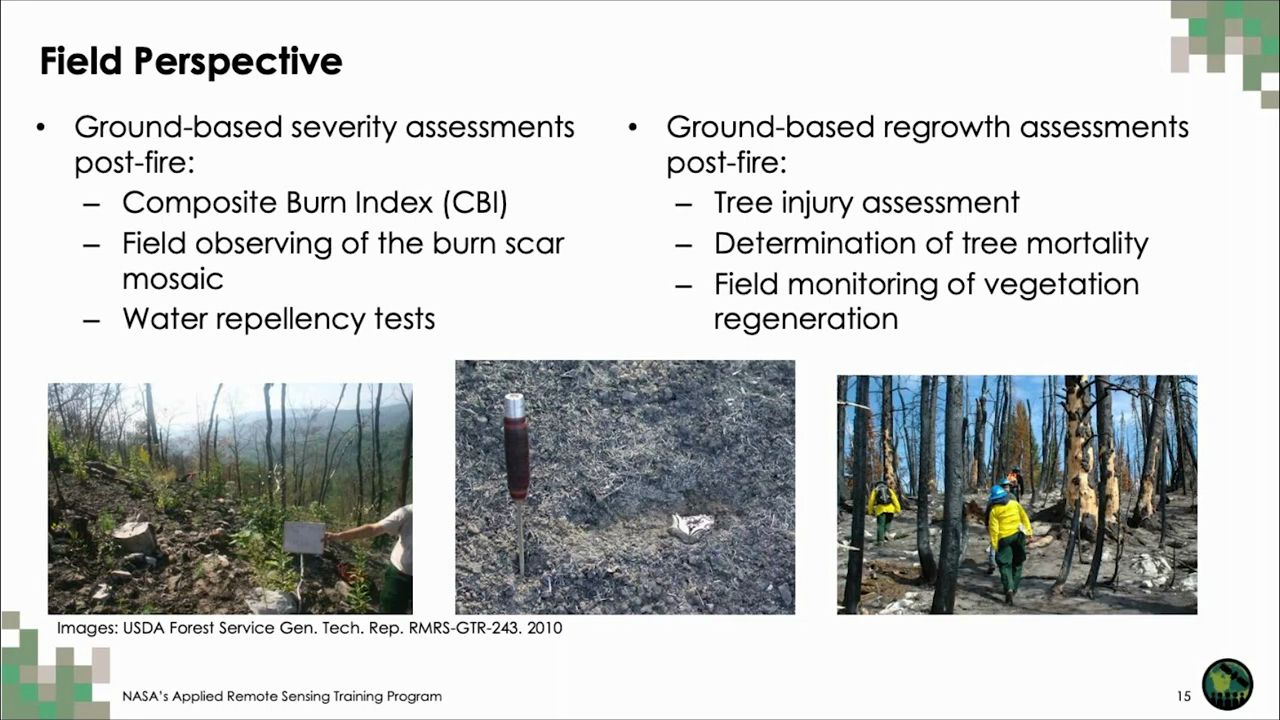 Field Perspective
• Ground-based severity assessments
post-fire:
– Composite Burn Index (CBI)
– Field observing of the burn scar
mosaic
– Water repellency tests
• Ground-based regrowth assessments
post-fire:
– Tree injury assessment
– Determination of tree mortality
– Field monitoring of vegetation
regeneration
Images: USDA Forest Service Gen. Tech. Rep. RMRS-GTR-243. 2010
NASA's Applied Remote Sensing Training Program
15